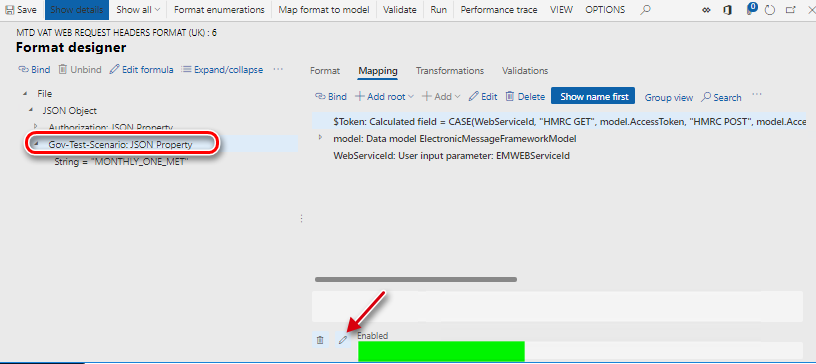 Save Show details Show all Format enumerations Map format to model Validate Run Performance trace VIEW OPTIONS 0
MTD VAT WEB REQUEST HEADERS FORMAT (UK) : 6
Format designer
Bind Unbind Edit formula Expand/collapse ...
Format Mapping Transformations Validations
File
JSON Object
Authorization: JSON Property
Gov-Test-Scenario: JSON Property
String = "MONTHLY_ONE_MET"
Bind Add root Add Edit Delete Show name first Group view Search ...
$Token: Calculated field = CASE(WebServiceId, "HMRC GET", model.AccessToken, "HMRC POST", model.Acce
model: Data model ElectronicMessageFrameworkModel
WebServiceId: User input parameter: EMWEBServiceId
Enabled